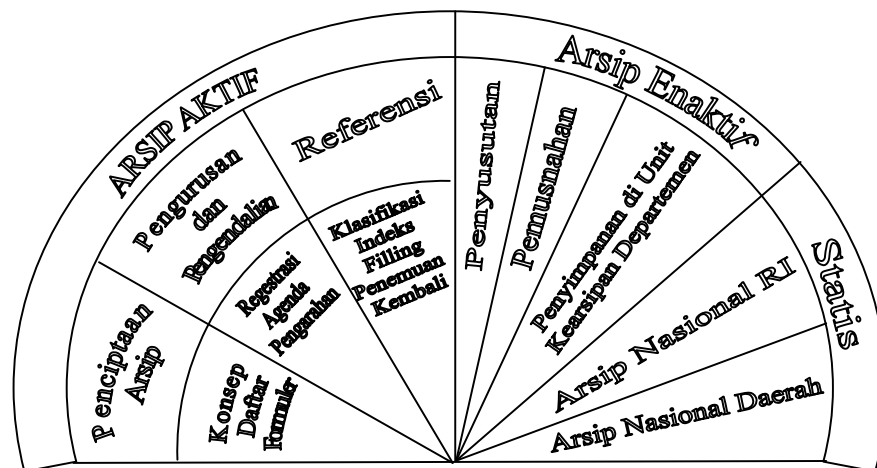 ARSIP AKTIF
Arsip Enaktif
Statis
Penciptaan
Arsip
Konsep
Daftar
Formulir
Pengurusan
dan
Pengendalian
Regestrasi
Agenda
Pengarahan
Referensi
Klasifikasi
Indeks
Filling
Penemuan
Kembali
Penyusutan
Pemusnahan
Penyimpanan di Unit
Kearsipan Departemen
Arsip Nasional RI
Arsip Nasional Daerah